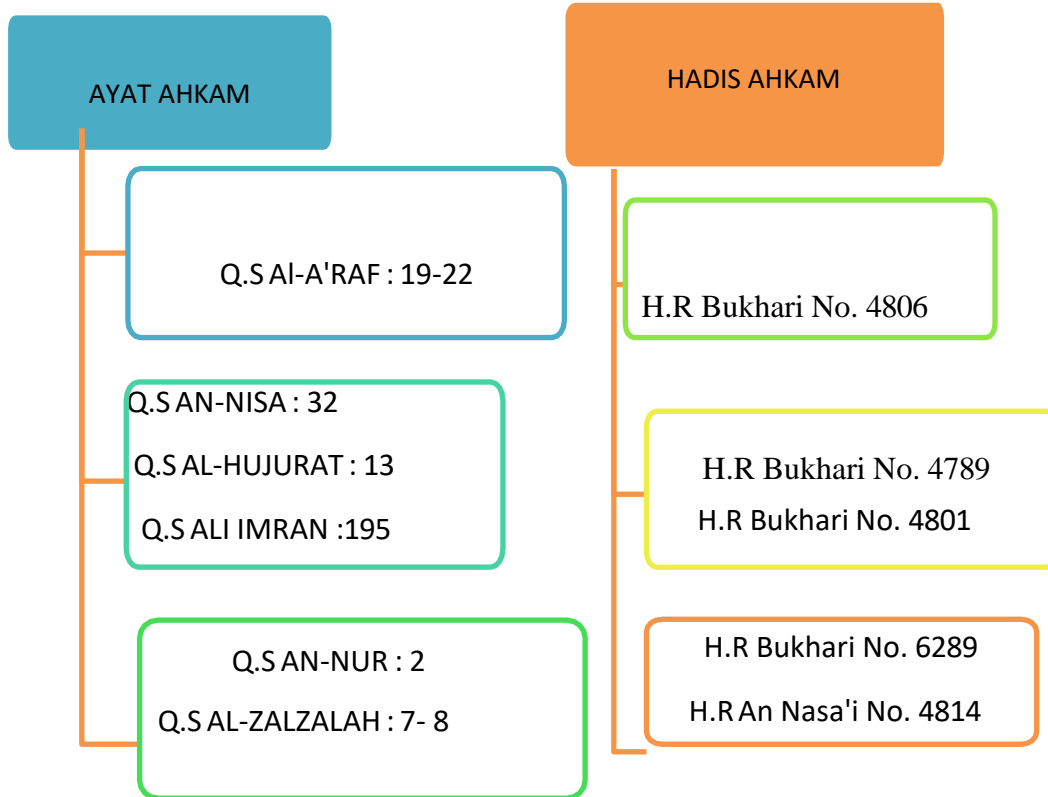 AYAT AHKAM
Q.S Al-A'RAF : 19-22
Q.S AN-NISA : 32
Q.S AL-HUJURAT : 13
Q.S ALI IMRAN :195
Q.S AN-NUR : 2
Q.S AL-ZALZALAH : 7- 8
HADIS AHKAM
H.R Bukhari No. 4806
H.R Bukhari No. 4789
H.R Bukhari No. 4801
H.R Bukhari No. 6289
H.R An Nasa'i No. 4814